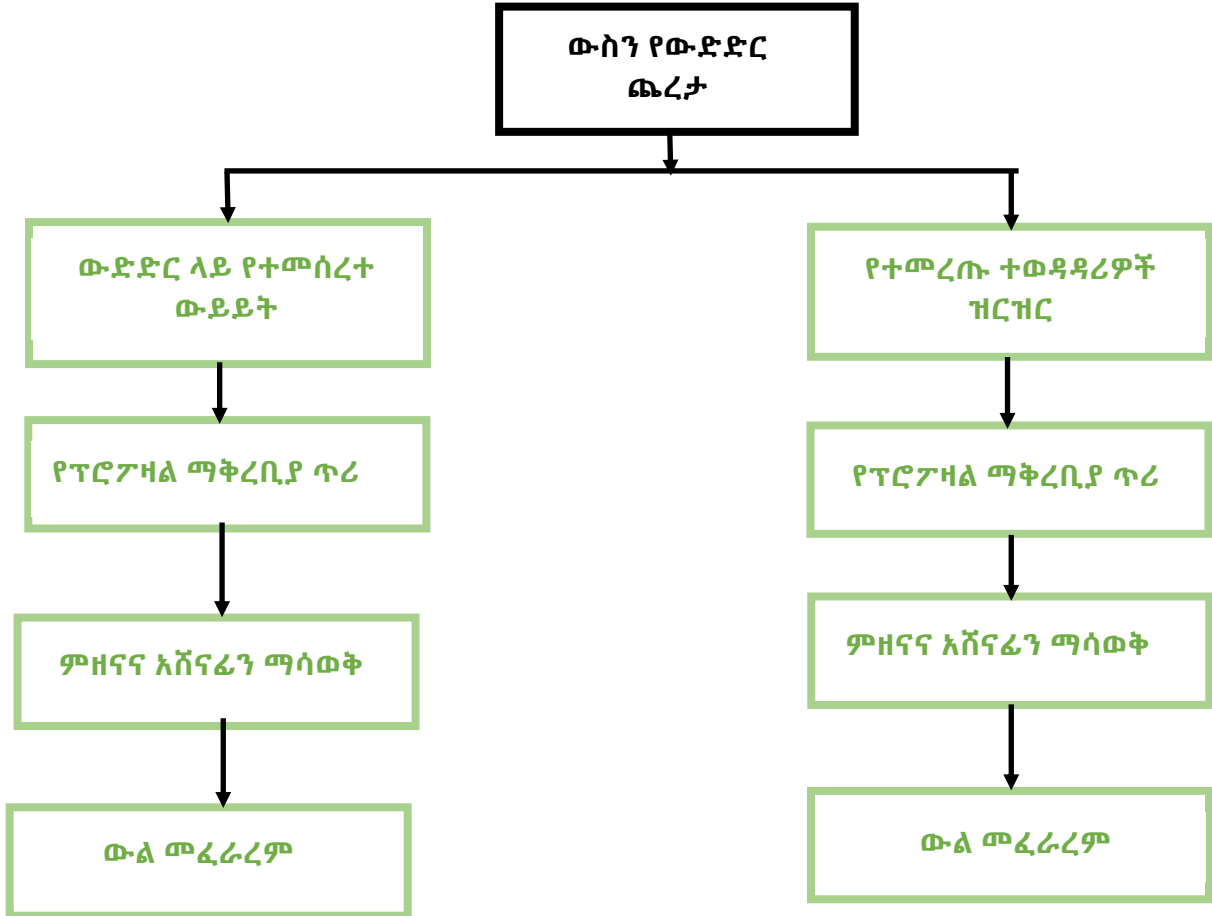 ውስን የውድድር
ጨረታ
ውድድር ላይ የተመሰረተ
ውይይት
የፕሮፖዛል ማቅረቢያ ጥሪ
ምዘናና አሸናፊን ማሳወቅ
ውል መፈራረም
የተመረጡ ተወዳዳሪዎች
ዝርዝር
የፕሮፖዛል ማቅረቢያ ጥሪ
ምዘናና አሸናፊን ማሳወቅ
ውል መፈራረም